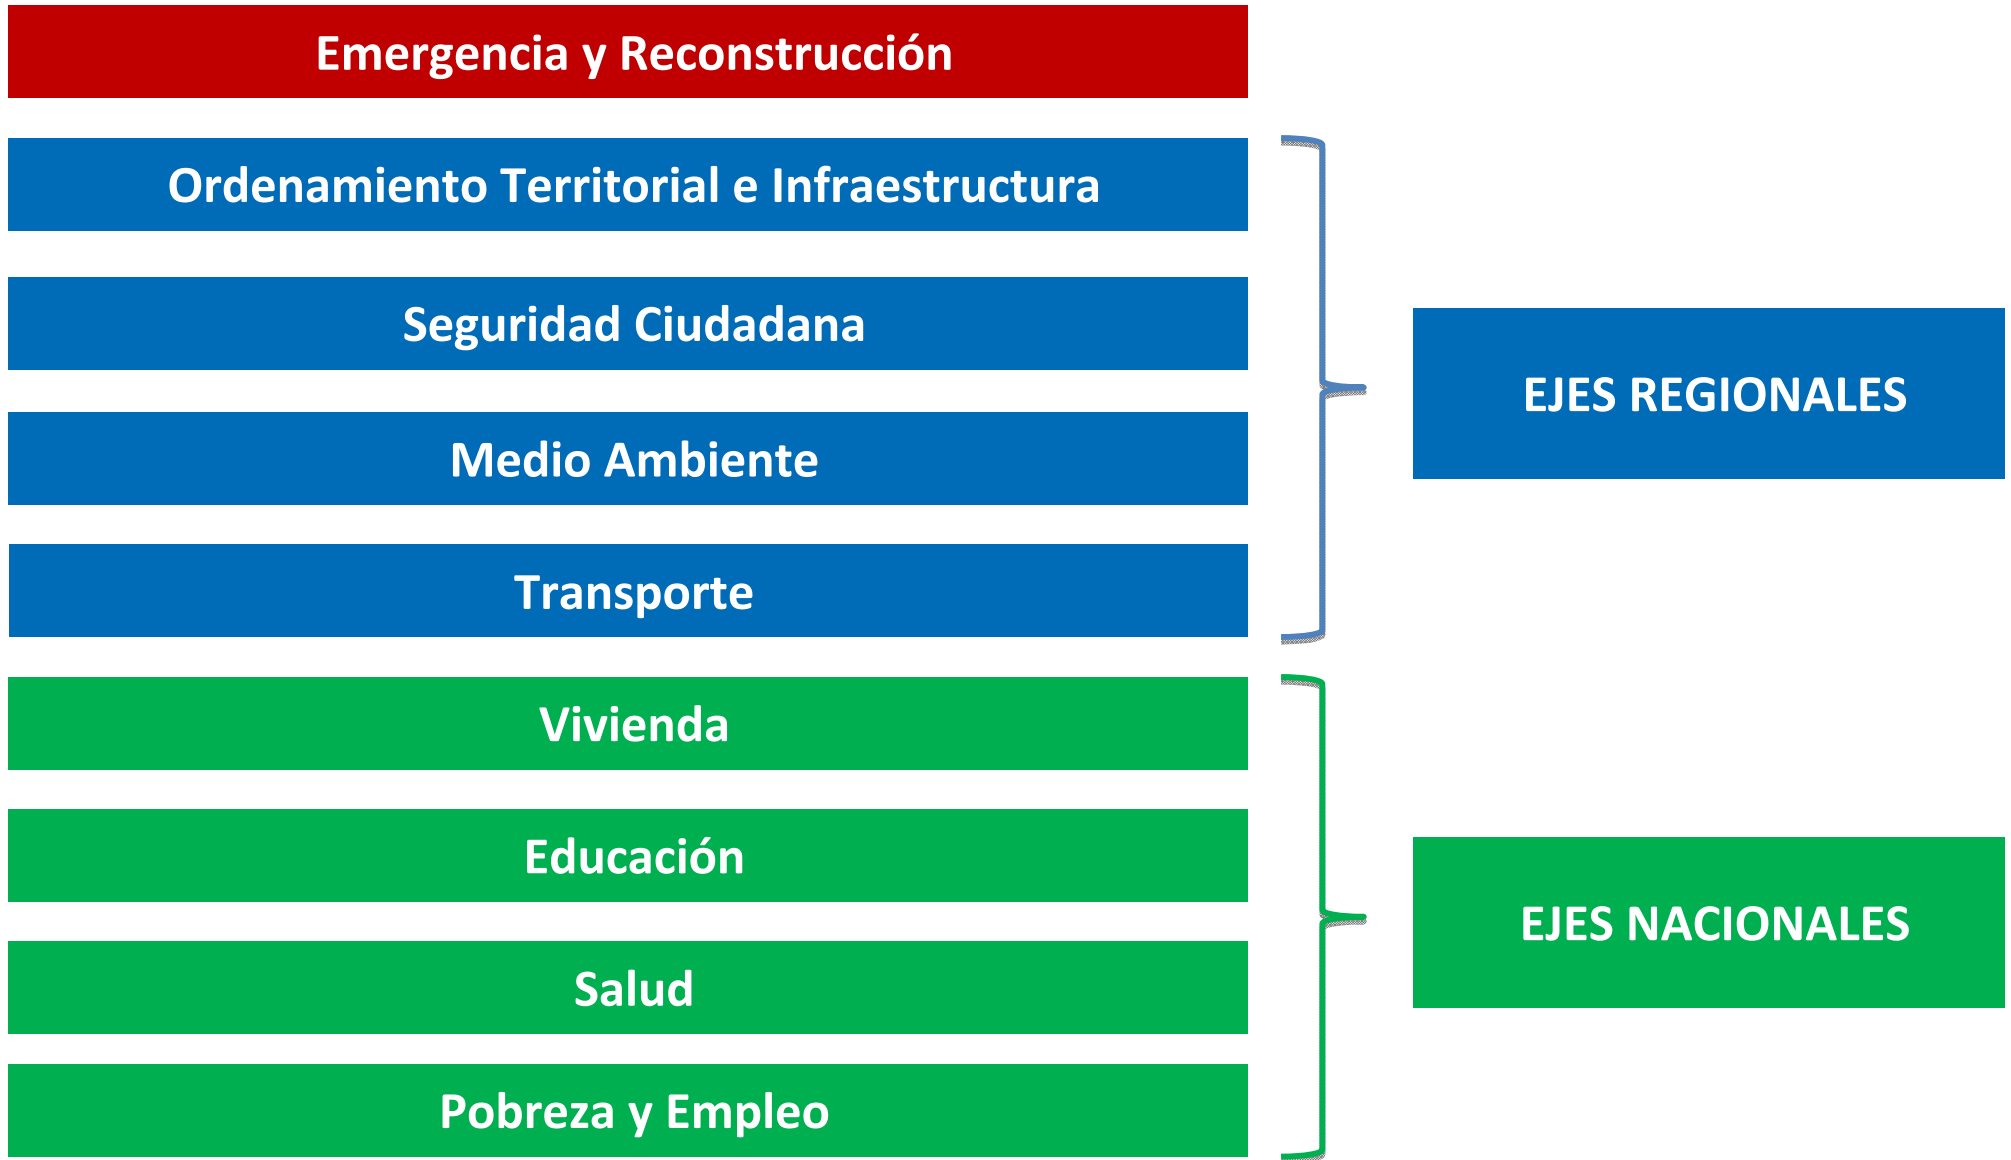 Emergencia y Reconstrucción
Ordenamiento Territorial e Infraestructura
Seguridad Ciudadana
Medio Ambiente
Transporte
EJES REGIONALES
Vivienda
Educación
Salud
Pobreza y Empleo
EJES NACIONALES